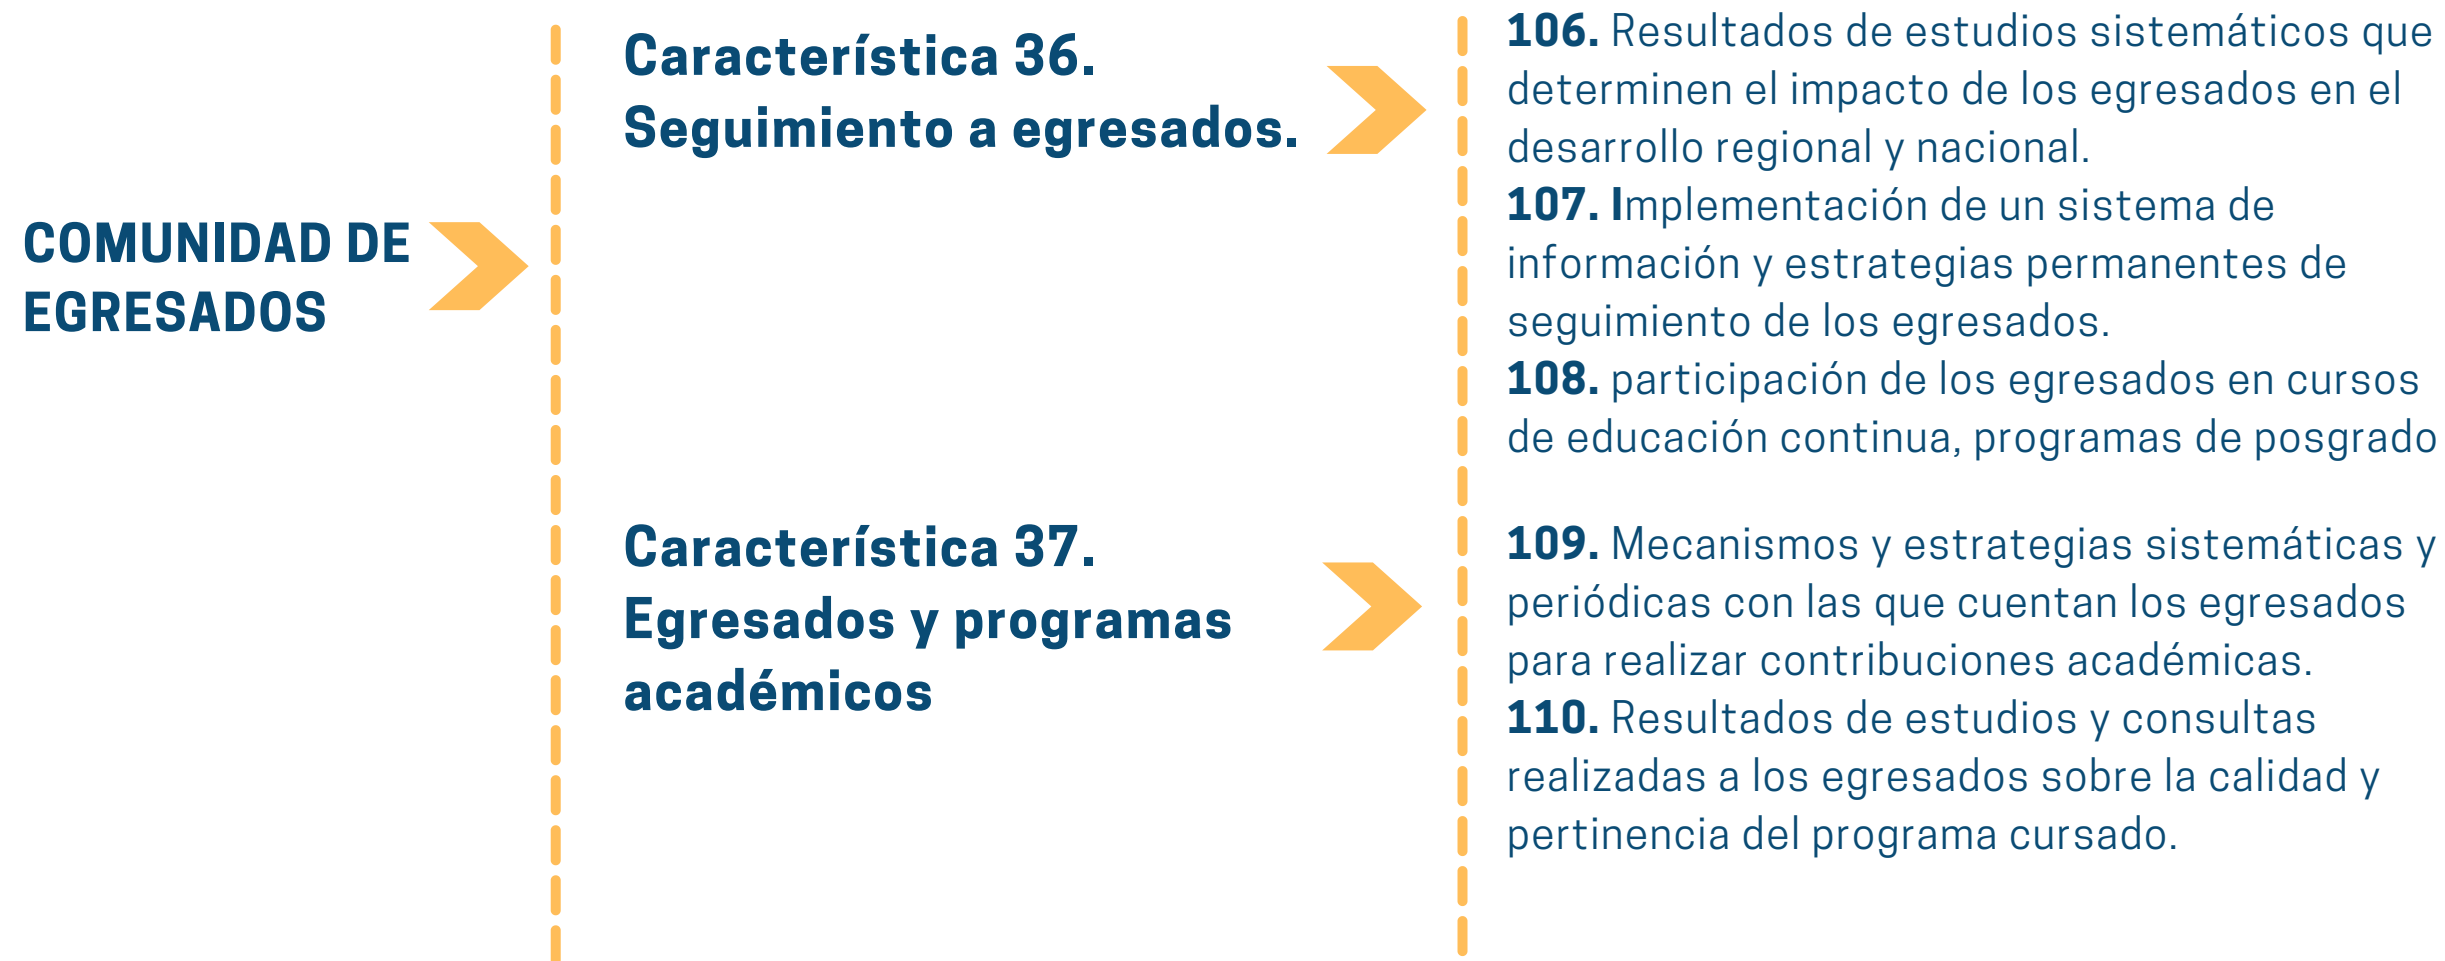 COMUNIDAD DE
EGRESADOS
Característica 36.
Seguimiento a egresados.
106. Resultados de estudios sistemáticos que
determinen el impacto de los egresados en el
desarrollo regional y nacional.
107. Implementación de un sistema de
información y estrategias permanentes de
seguimiento de los egresados.
108. participación de los egresados en cursos
de educación continua, programas de posgrado
Característica 37.
Egresados y programas
académicos
109. Mecanismos y estrategias sistemáticas y
periódicas con las que cuentan los egresados
para realizar contribuciones académicas.
110. Resultados de estudios y consultas
realizadas a los egresados sobre la calidad y
pertinencia del programa cursado.